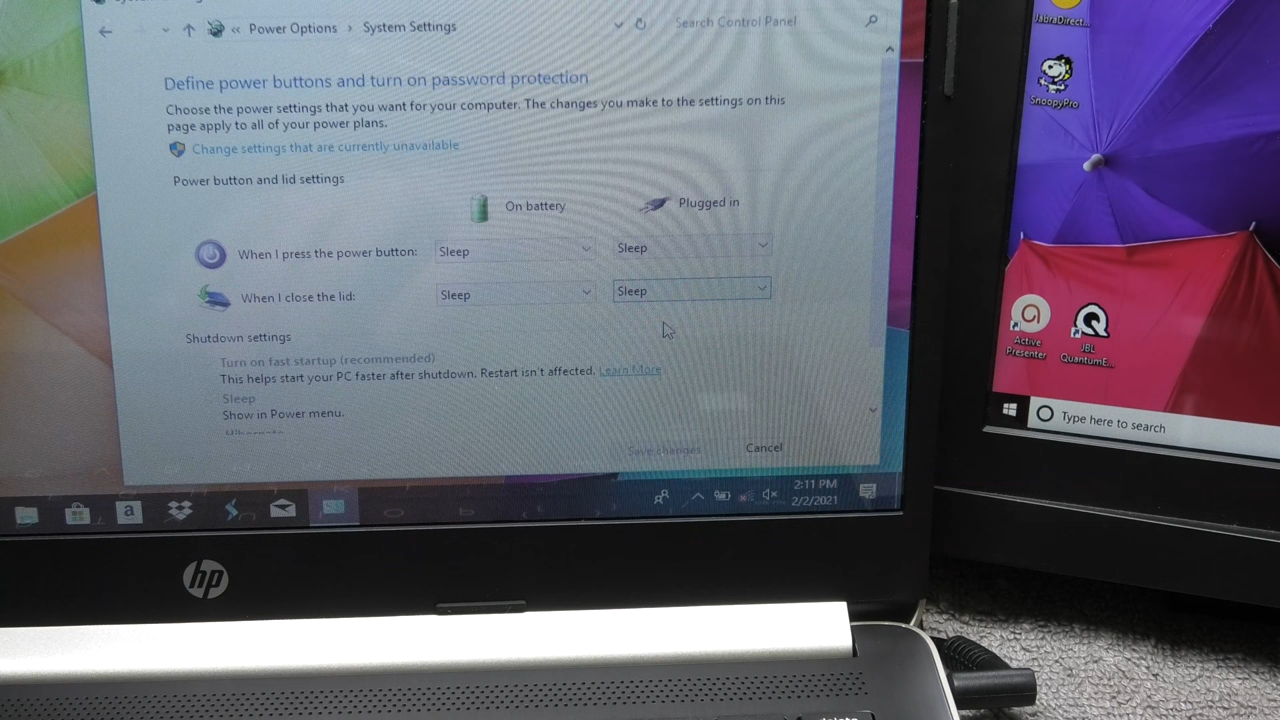 Power Options
System Settings
Search Control Panel
Define power buttons and turn on password protection
Choose the power settings that you want for your computer. The changes you make to the settings on this
page apply to all of your power plans.
Change settings that are currently unavailable
Power button and lid settings
On battery
Plugged in
When I press the power button:
Sleep
Sleep
When I close the lid:
Sleep
Sleep
Shutdown settings
Turn on fast startup (recommended)
This helps start your PC faster after shutdown. Restart isn't affected. Learn More
Sleep
Show in Power menu.
Save changes
Cancel
a
2:11 PM
2/2/2021
hp
delete
JabraDirect...
SnoopyPro
a
Active
Presenter
JBL
QuantumE...
Type here to search